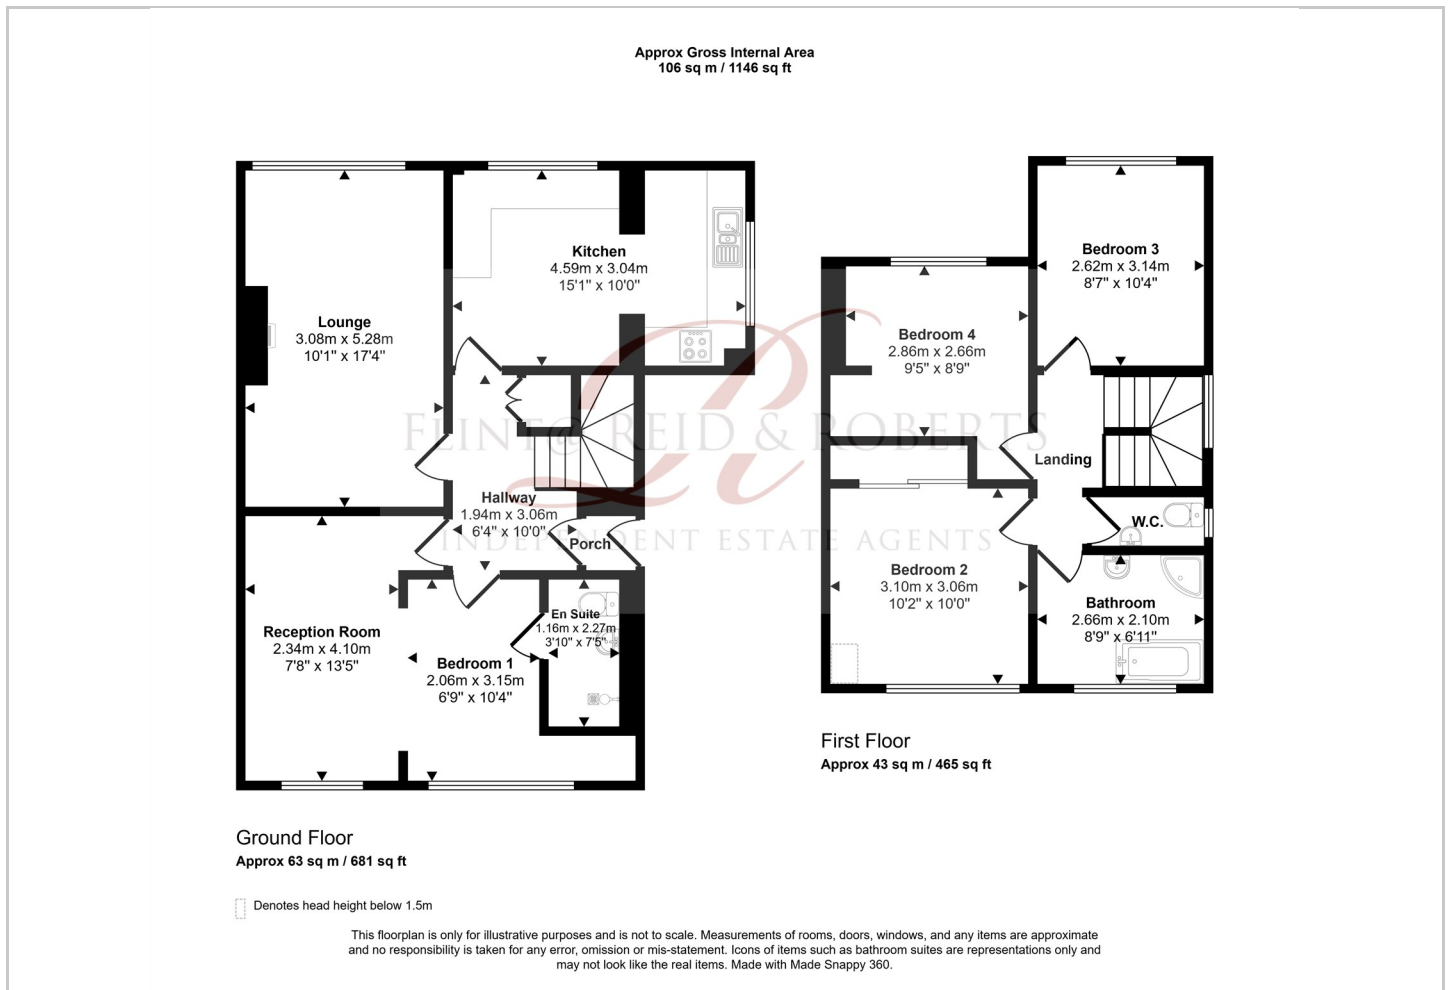 Approx Gross Internal Area
106 sq m / 1146 sq ft
Lounge
3.08m x 5.28m
10'1" x 17'4"
Kitchen
4.59m x 3.04m
15'1" x 10'0"
Hallway
1.94m x 3.06m
6'4" x 10'0"
Porch
Reception Room
2.34m x 4.10m
7'8" x 13'5"
Bedroom 1
2.06m x 3.15m
6'9" x 10'4"
En Suite
1.16m x 2.27m
3'10" x 7'5"
Ground Floor
Approx 63 sq m / 681 sq ft
Bedroom 3
2.62m x 3.14m
8'7" x 10'4"
Bedroom 4
2.86m x 2.66m
9'5" x 8'9"
Landing
W.C.
Bedroom 2
3.10m x 3.06m
10'2" x 10'0"
Bathroom
2.66m x 2.10m
8'9" x 6'11"
First Floor
Approx 43 sq m / 465 sq ft
FLINT@ REID & ROBERTS
INDEPENDENT ESTATE AGENTS
Denotes head height below 1.5m
This floorplan is only for illustrative purposes and is not to scale. Measurements of rooms, doors, windows, and any items are approximate
and no responsibility is taken for any error, omission or mis-statement. Icons of items such as bathroom suites are representations only and
may not look like the real items. Made with Made Snappy 360.